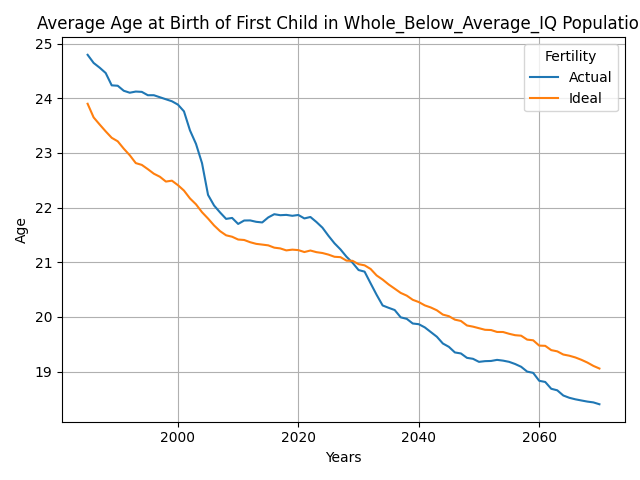 Average Age at Birth of First Child in Whole_Below_Average_IQ Populatio
25
24
23
22
21
20
19
Age
2000 2020 2040 2060
Years
Fertility
Actual
Ideal